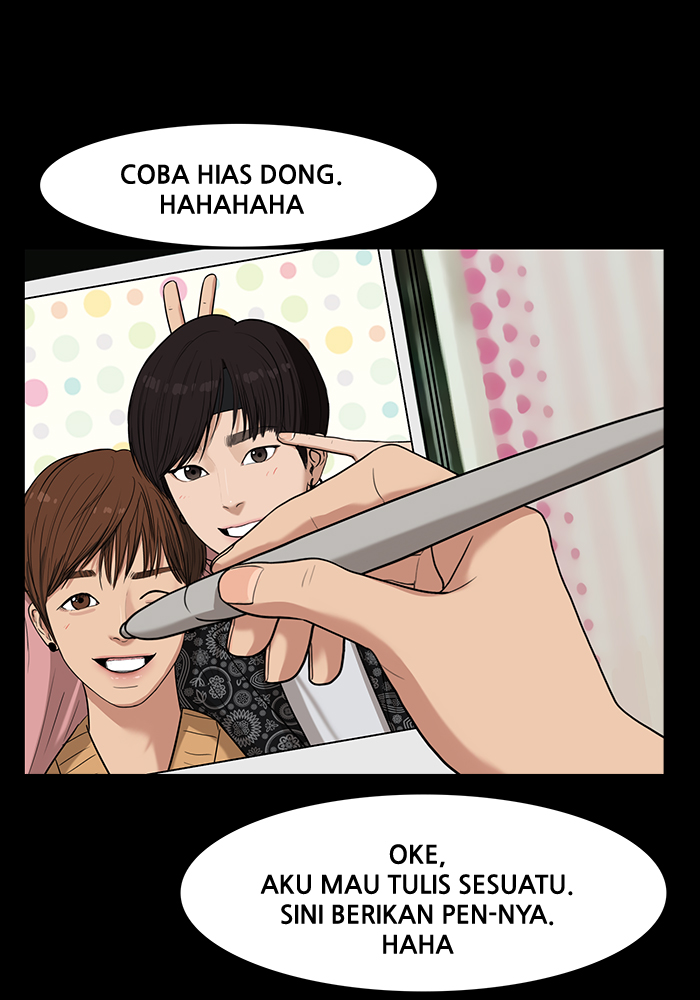 COBA HIAS DONG.
HAHAHAHA
OKE,
AKU MAU TULIS SESUATU.
SINI BERIKAN PEN-NYA.
HAHA